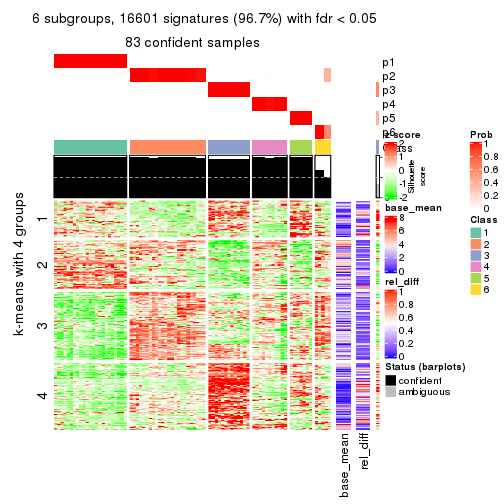 6 subgroups, 16601 signatures (96.7%) with fdr < 0.05
83 confident samples
p1
p2
p3
p4
p5
p6
Class
z-score
2
1
0
-1
-2
Silhouette
score
Prob
1
0.8
0.6
0.4
0.2
0
k-means with 4 groups
1
2
3
4
base_mean
8
6
4
2
0
Class
1
2
3
4
5
6
rel_diff
1
0.8
0.6
0.4
0.2
0
Status (barplots)
confident
ambiguous
base_mean
rel_diff